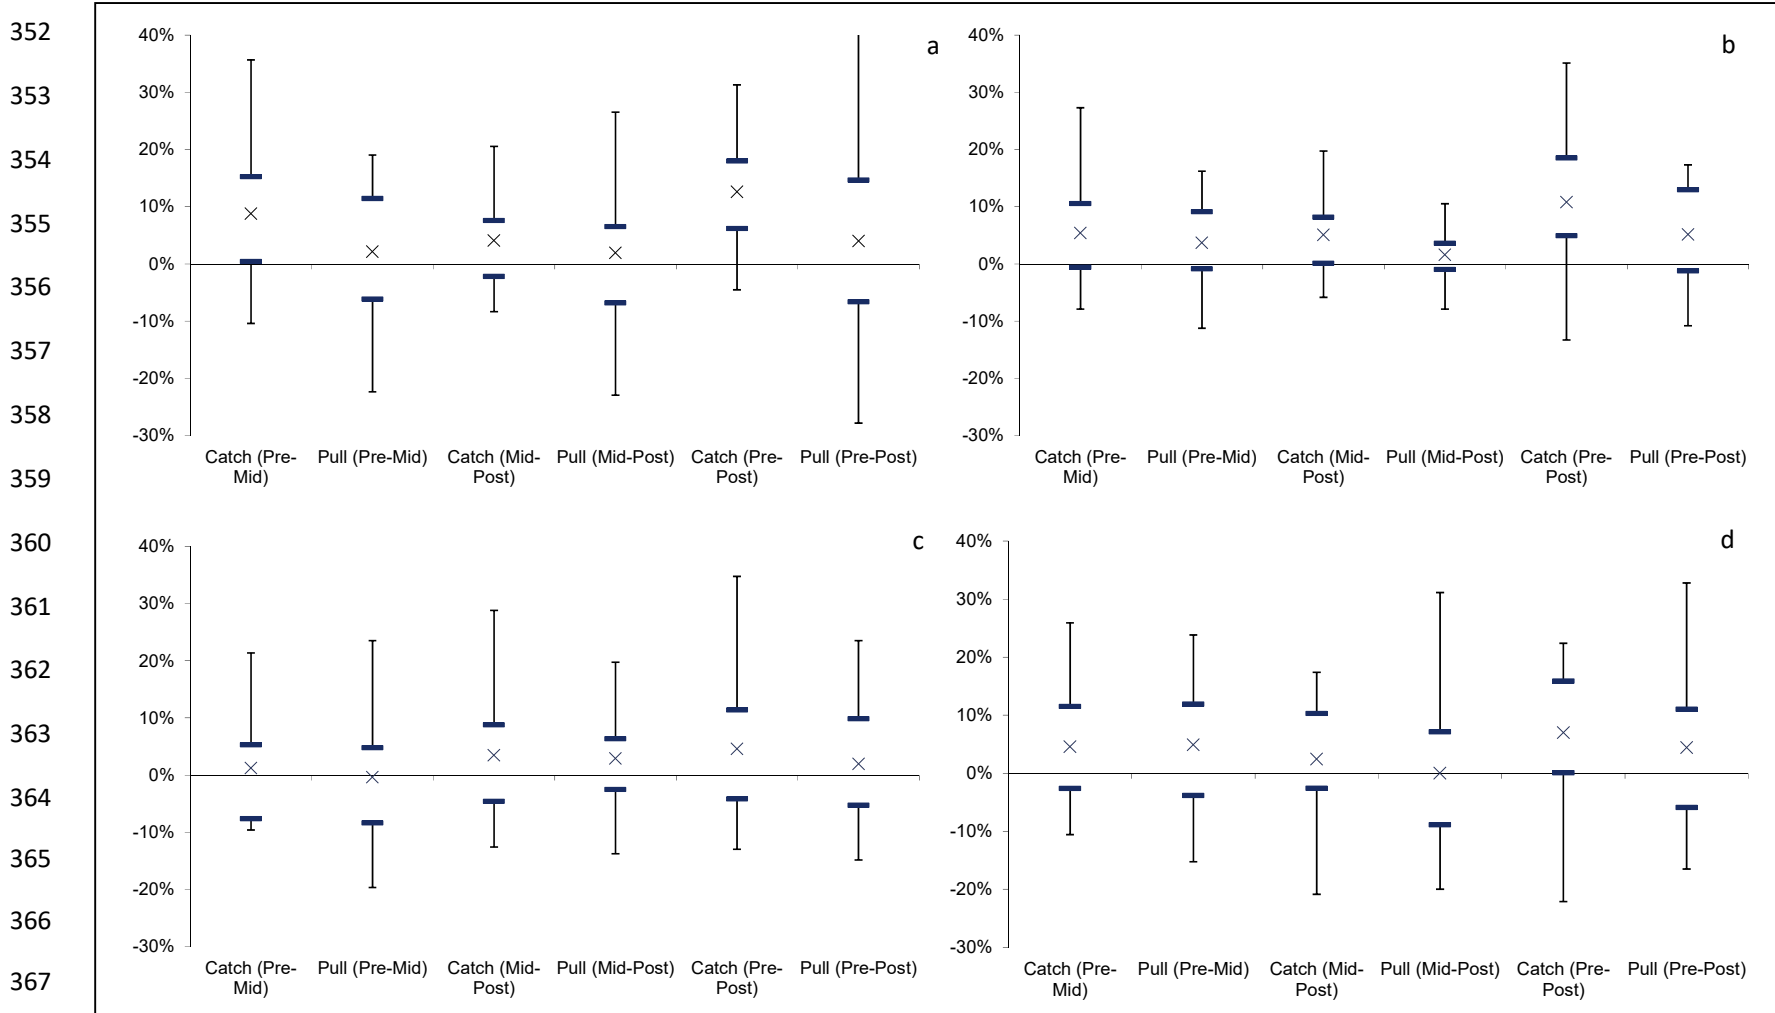 352
353
354
355
356
357
358
359
360
361
362
363
364
365
366
367
a
40%
30%
20%
10%
0%
-10%
-20%
-30%
Catch (Pre-
Mid)
Pull (Pre-Mid)
Catch (Mid-
Post)
Pull (Mid-Post)
Catch (Pre-
Post)
Pull (Pre-Post)
b
40%
30%
20%
10%
0%
-10%
-20%
-30%
Catch (Pre-
Mid)
Pull (Pre-Mid)
Catch (Mid-
Post)
Pull (Mid-Post)
Catch (Pre-
Post)
Pull (Pre-Post)
c
40%
30%
20%
10%
0%
-10%
-20%
-30%
Catch (Pre-
Mid)
Pull (Pre-Mid)
Catch (Mid-
Post)
Pull (Mid-Post)
Catch (Pre-
Post)
Pull (Pre-Post)
d
40%
30%
20%
10%
0%
-10%
-20%
-30%
Catch (Pre-
Mid)
Pull (Pre-Mid)
Catch (Mid-
Post)
Pull (Mid-Post)
Catch (Pre-
Post)
Pull (Pre-Post)